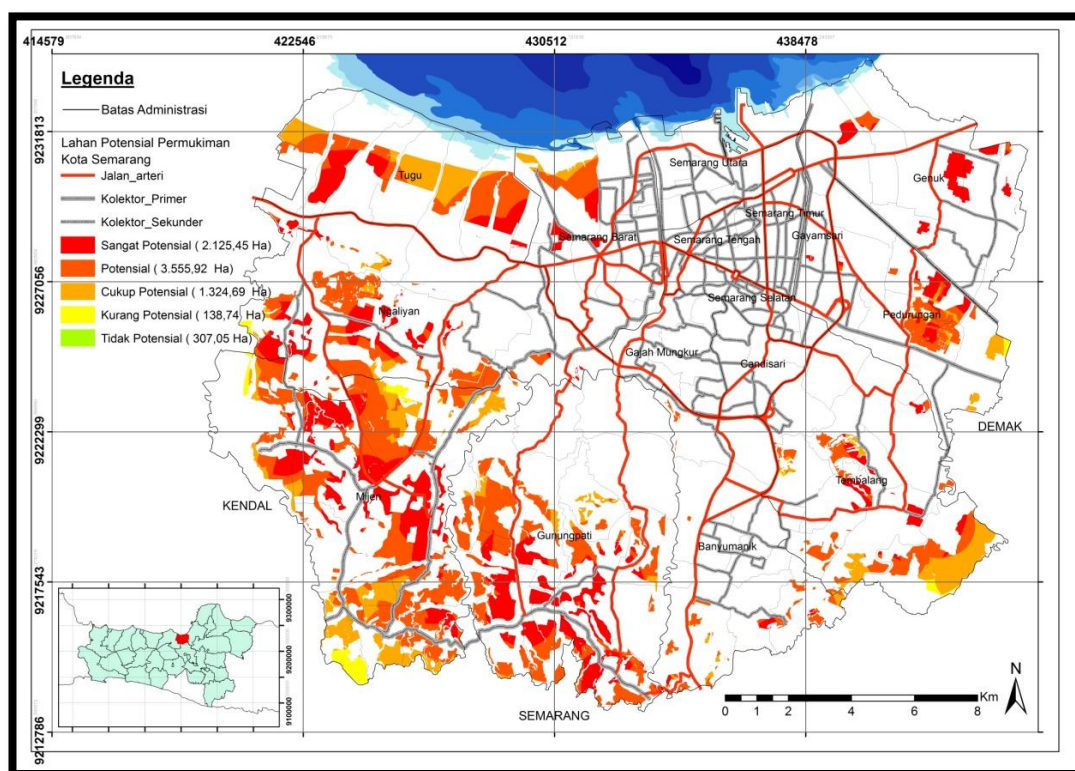 414579
422546
430512
438478
Legenda
Batas Administrasi
Lahan Potensial Permukiman
Kota Semarang
Jalan_arteri
Kolektor_Primer
Kolektor_Sekunder
Sangat Potensial ( 2.125,45 Ha)
Potensial ( 3.555,92 Ha)
Cukup Potensial ( 1.324,69 Ha)
Kurang Potensial ( 138,74 Ha)
Tidak Potensial ( 307,05 Ha)
9231813
9227056
9222299
9217543
9212786
Tugu
Semarang Utara
Genuk
Semarang Timur
Semarang Barat
Semarang Tengah
Gayamsari
Semarang Selatan
Ngaliyan
Pedurungan
Gajah Mungkur
Candisari
DEMAK
Tembalang
Mijen
KENDAL
Gunungpati
Banyumanik
SEMARANG
9300000
9200000
9100000
N
Km
0 1 2 4 6 8